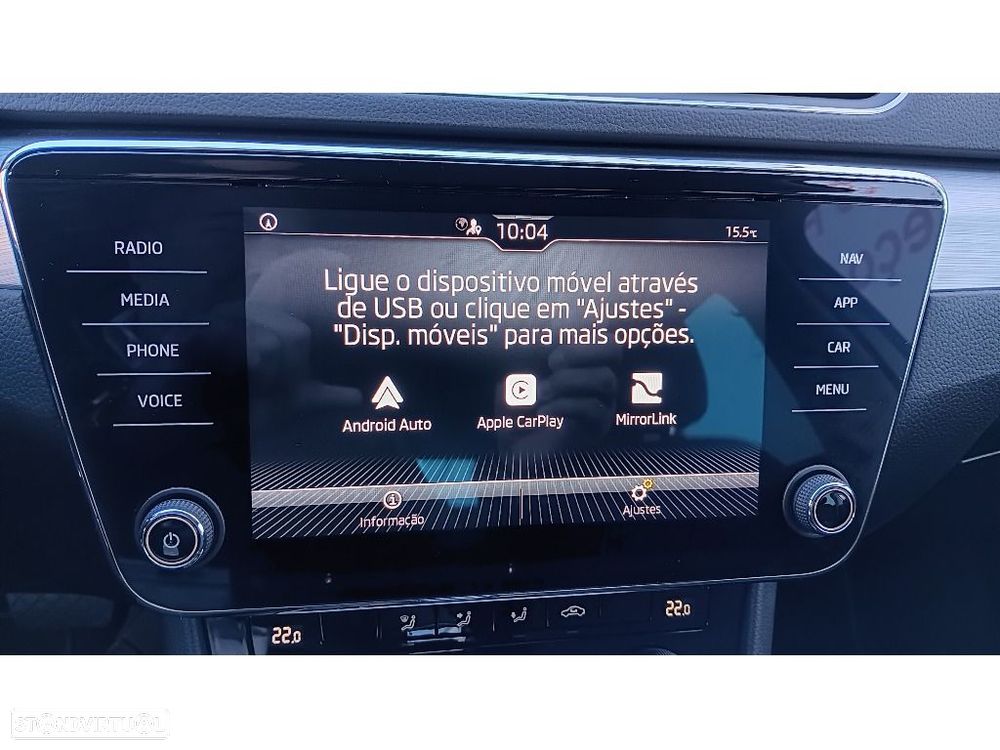 10:04
15.5°C
RADIO
MEDIA
PHONE
VOICE
NAV
APP
CAR
MENU
Ligue o dispositivo móvel através
de USB ou clique em "Ajustes" -
"Disp. móveis" para mais opções.
Android Auto
Apple CarPlay
MirrorLink
Informação
Ajustes
22.0
22.0
STANDVIRTUAL